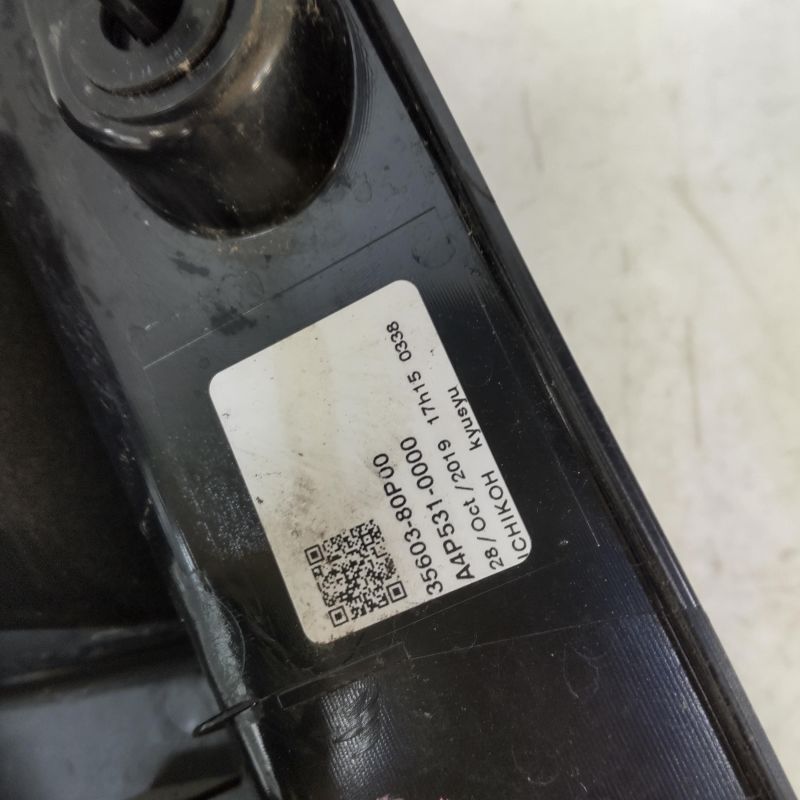 35603-80P00
A4P531-0000
28/Oct/2019 17h15 0338
ICHIKOH kyusyu